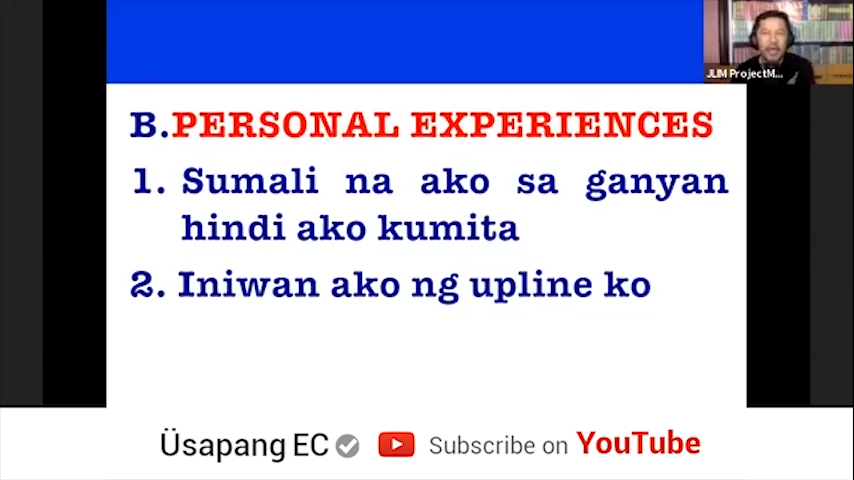 JLIM ProjectM...
B.PERSONAL EXPERIENCES
1. Sumali na ako sa ganyan
hindi ako kumita
2. Iniwan ako ng upline ko
Üsapang EC Subscribe on YouTube